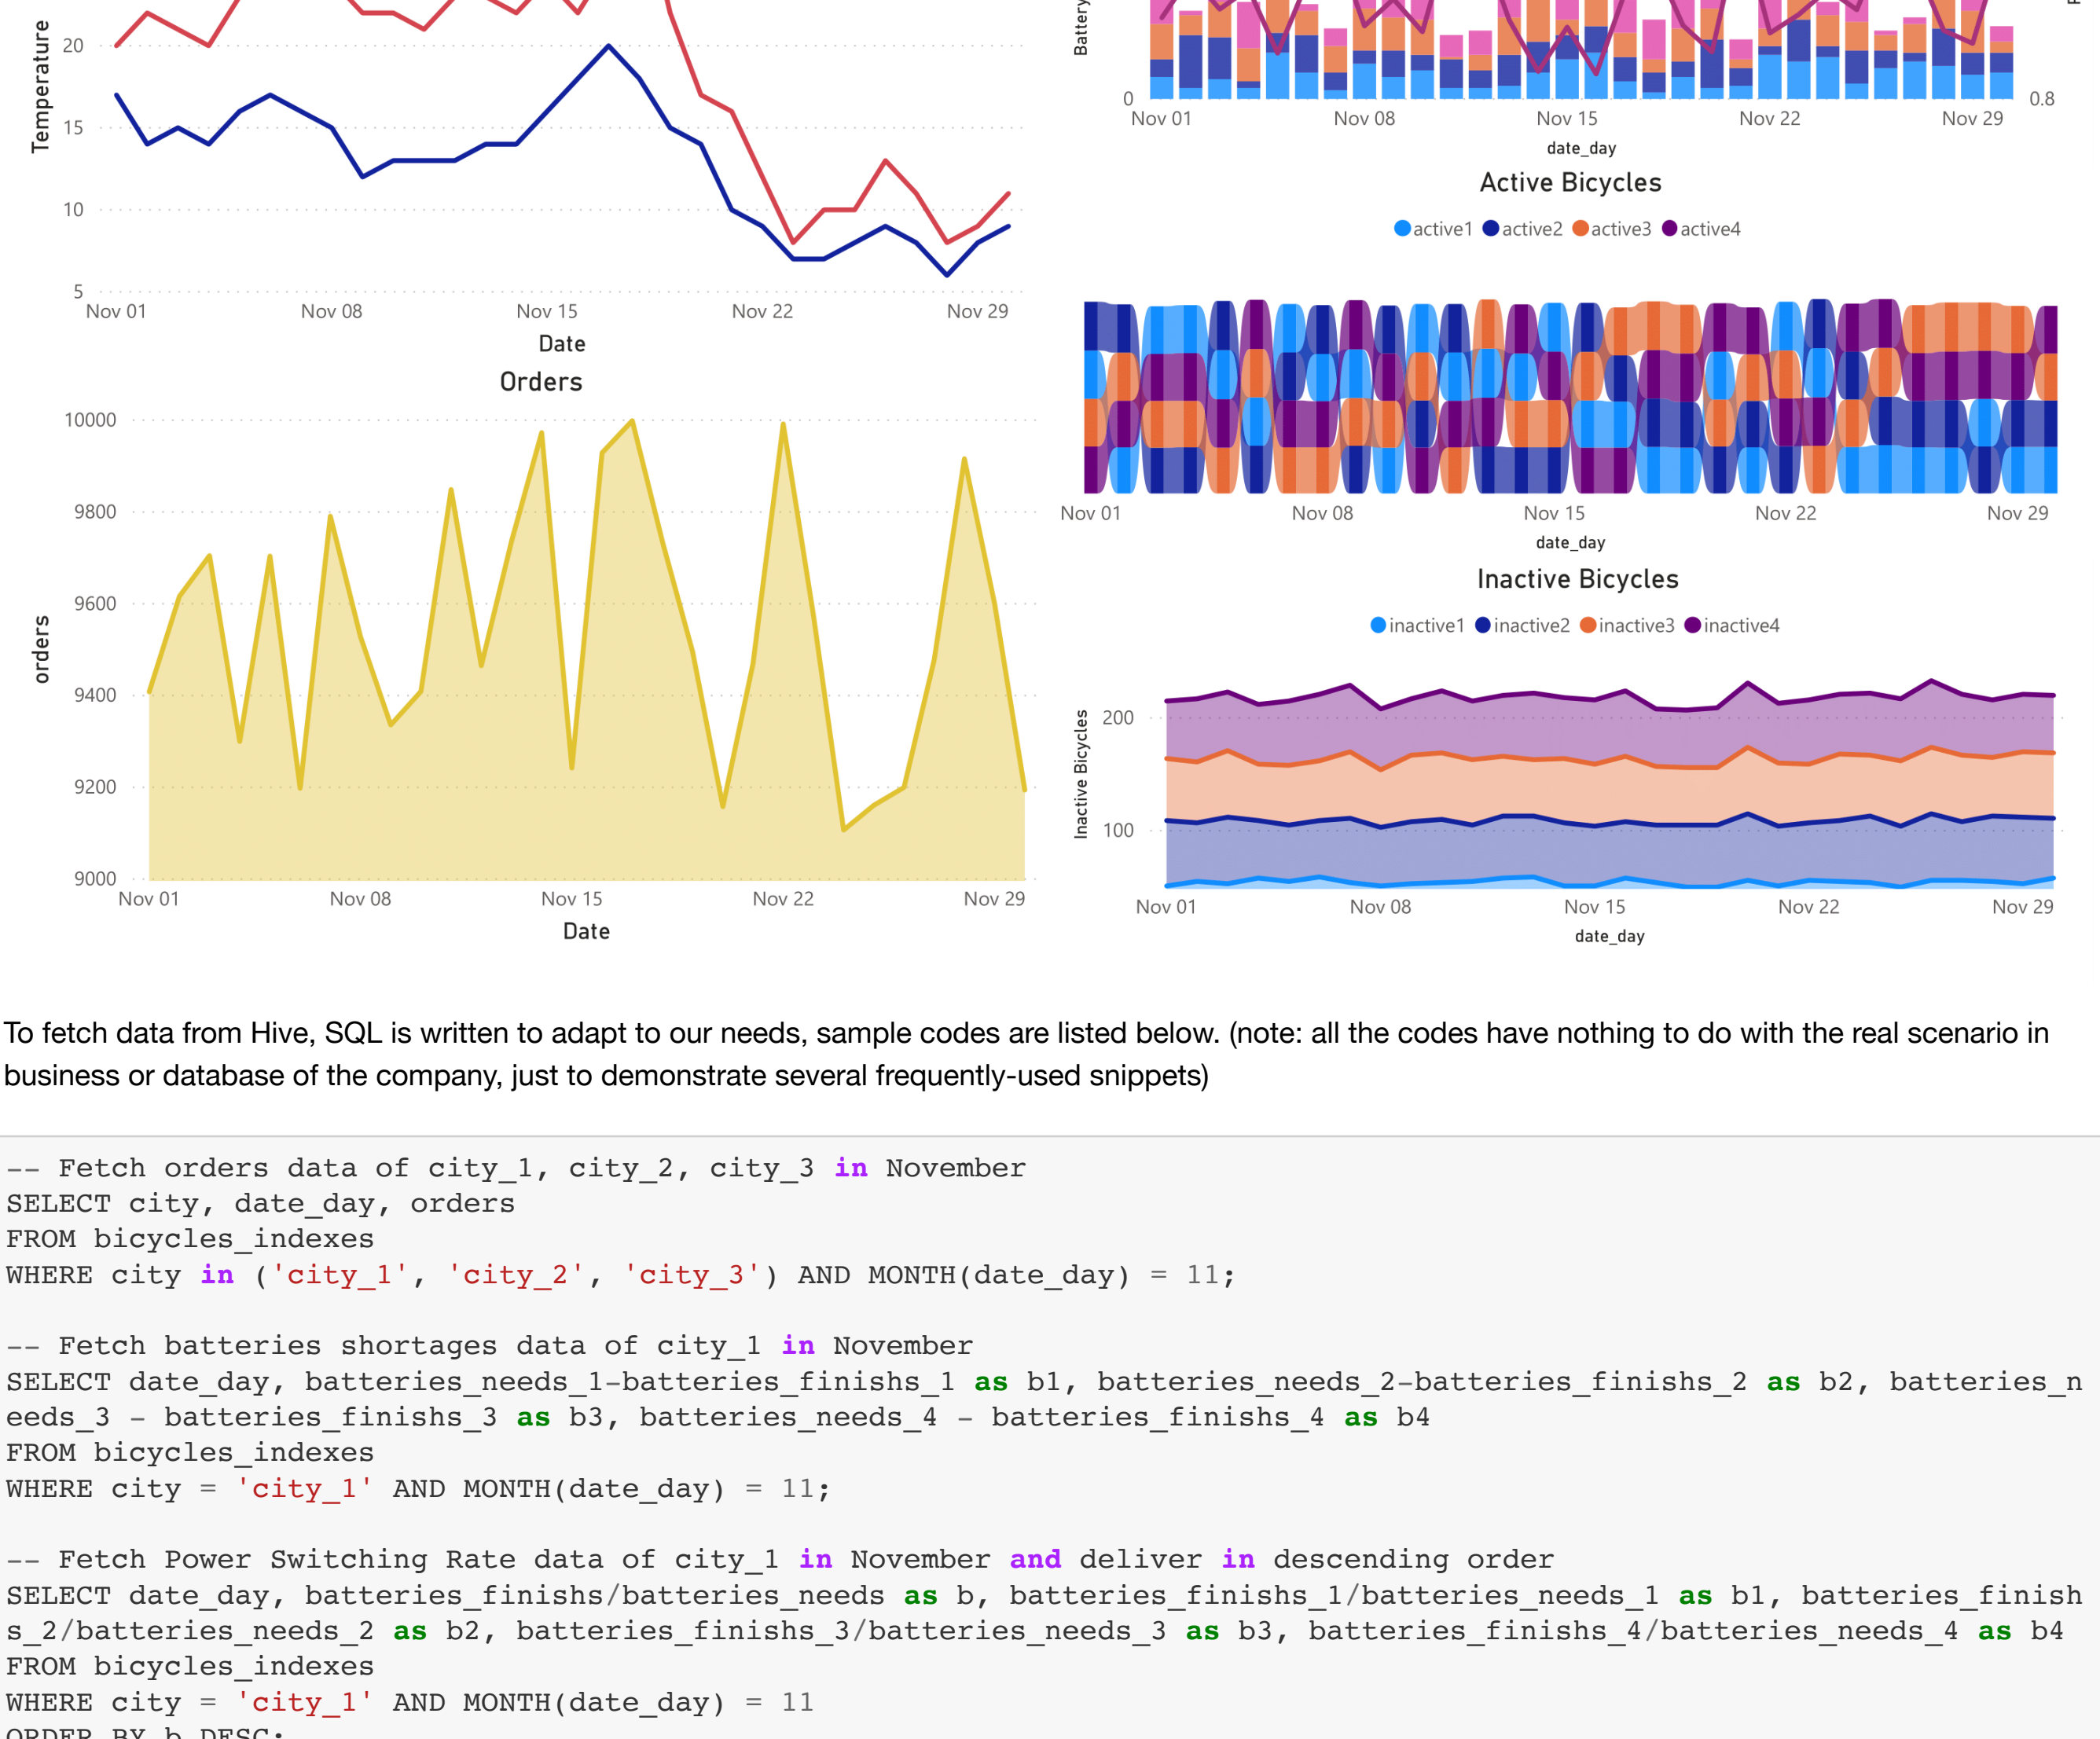 Temperature
20
15
10
5
Nov 01 Nov 08 Nov 15 Nov 22 Nov 29
Date
Orders
orders
10000
9800
9600
9400
9200
9000
Nov 01 Nov 08 Nov 15 Nov 22 Nov 29
Date
Battery
0
0.8
Nov 01 Nov 08 Nov 15 Nov 22 Nov 29
date_day
Active Bicycles
active1 active2 active3 active4
Nov 01 Nov 08 Nov 15 Nov 22 Nov 29
date_day
Inactive Bicycles
inactive1 inactive2 inactive3 inactive4
Inactive Bicycles
200
100
Nov 01 Nov 08 Nov 15 Nov 22 Nov 29
date_day
To fetch data from Hive, SQL is written to adapt to our needs, sample codes are listed below. (note: all the codes have nothing to do with the real scenario in
business or database of the company, just to demonstrate several frequently-used snippets)
-- Fetch orders data of city_1, city_2, city_3 in November
SELECT city, date_day, orders
FROM bicycles_indexes
WHERE city in ('city_1', 'city_2', 'city_3') AND MONTH(date_day) = 11;
-- Fetch batteries shortages data of city_1 in November
SELECT date_day, batteries_needs_1-batteries_finishs_1 as b1, batteries_needs_2-batteries_finishs_2 as b2, batteries_n
eeds_3 - batteries_finishs_3 as b3, batteries_needs_4 - batteries_finishs_4 as b4
FROM bicycles_indexes
WHERE city = 'city_1' AND MONTH(date_day) = 11;
-- Fetch Power Switching Rate data of city_1 in November and deliver in descending order
SELECT date_day, batteries_finishs/batteries_needs as b, batteries_finishs_1/batteries_needs_1 as b1, batteries_finish
s_2/batteries_needs_2 as b2, batteries_finishs_3/batteries_needs_3 as b3, batteries_finishs_4/batteries_needs_4 as b4
FROM bicycles_indexes
WHERE city = 'city_1' AND MONTH(date_day) = 11
ORDER BY b DESC;